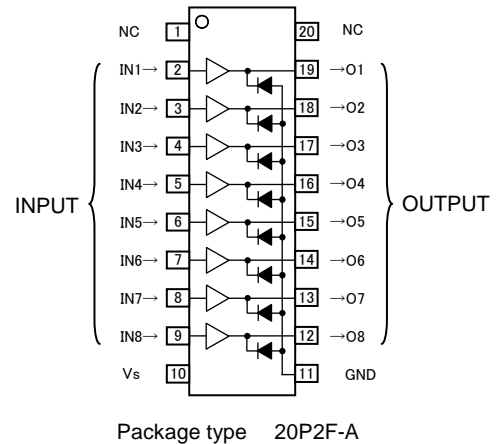 NC 1 20 NC
IN1→ 2 19 →O1
IN2→ 3 18 →O2
IN3→ 4 17 →O3
IN4→ 5 16 →O4
INPUT OUTPUT
IN5→ 6 15 →O5
IN6→ 7 14 →O6
IN7→ 8 13 →O7
IN8→ 9 12 →O8
Vs 10 11 GND
Package type 20P2F-A